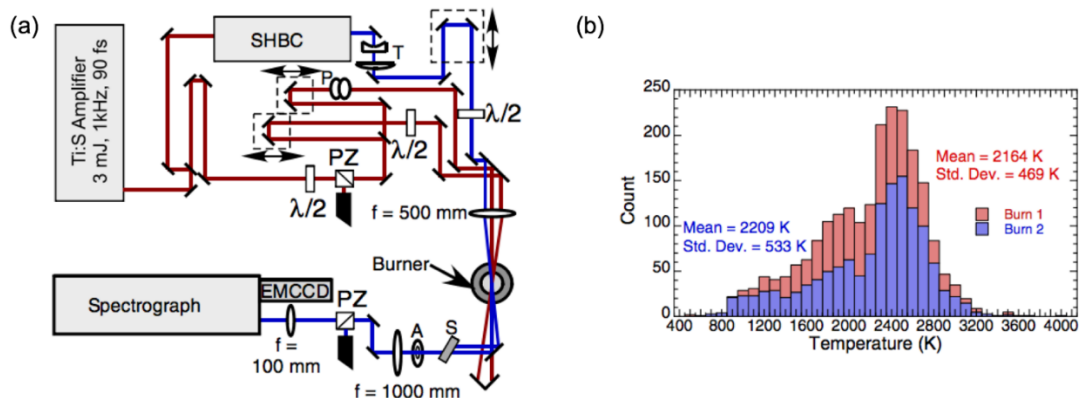 (a)
Ti:S Amplifier
3 mJ, 1kHz, 90 fs
SHBC
T
P
λ/2
λ/2
PZ
λ/2
f = 500 mm
Burner
EMCCD
Spectrograph
PZ
A
S
f =
100 mm
f = 1000 mm
(b)
250
200
150
100
50
0
Count
Mean = 2164 K
Std. Dev. = 469 K
Burn 1
Burn 2
Mean = 2209 K
Std. Dev. = 533 K
400 1200 2000 2800 3600
800 1600 2400 3200 4000
Temperature (K)